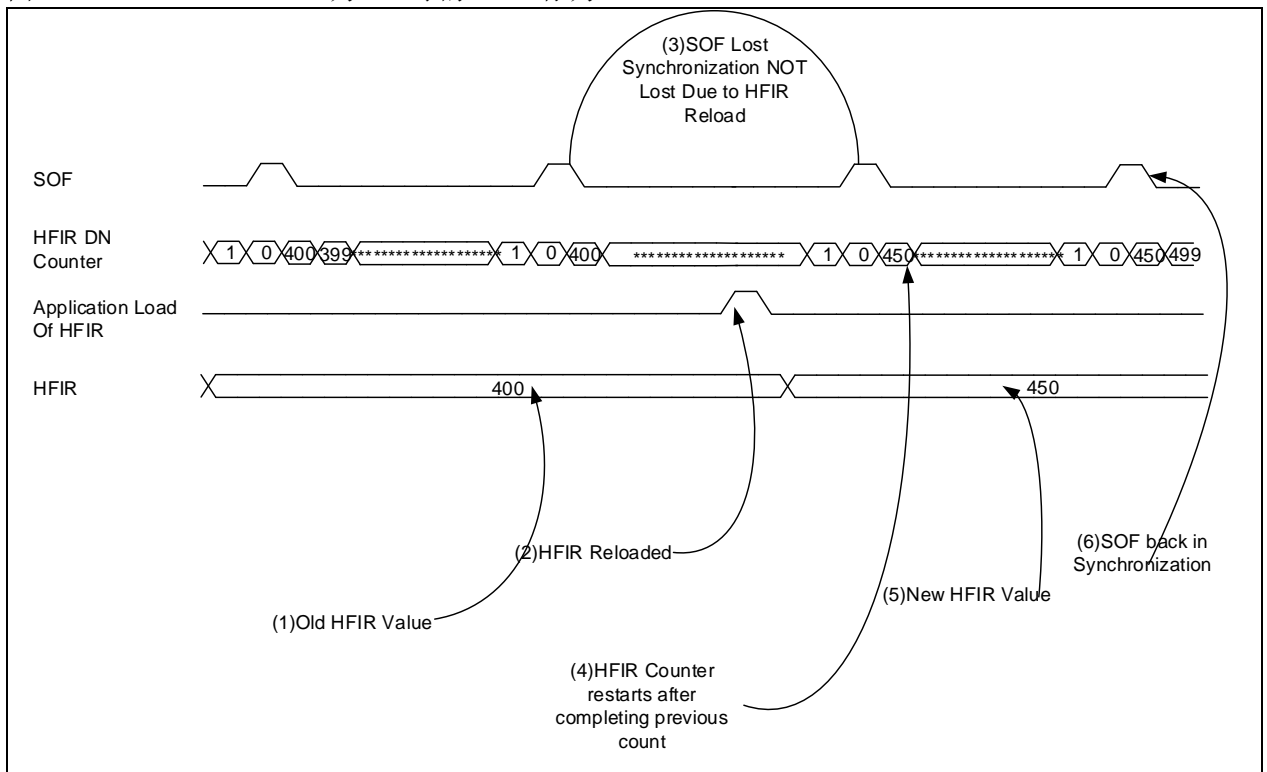 (3)SOF Lost
Synchronization NOT
Lost Due to HFIR
Reload
SOF
HFIR DN
Counter
1 0 400 399 ******************** 1 0 400 ******************** 1 0 450 ******************** 1 0 450 499
Application Load
Of HFIR
HFIR
400
450
(2)HFIR Reloaded
(6)SOF back in
Synchronization
(5)New HFIR Value
(1)Old HFIR Value
(4)HFIR Counter
restarts after
completing previous
count